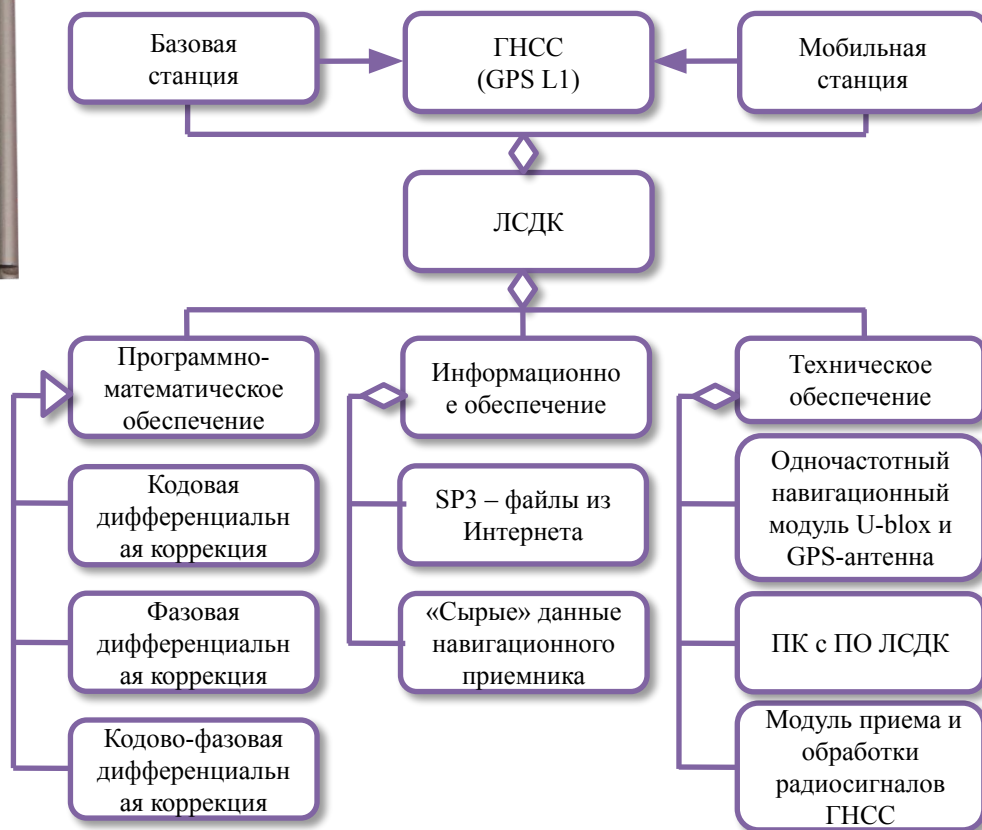 Базовая
станция
ГНСС
(GPS L1)
Мобильная
станция
ЛСДК
Программно-
математическое
обеспечение
Информационно
е обеспечение
Техническое
обеспечение
Кодовая
дифференциальн
ая коррекция
SP3 – файлы из
Интернета
Одночастотный
навигационный
модуль U-blox и
GPS-антенна
Фазовая
дифференциальн
ая коррекция
«Сырые» данные
навигационного
приемника
ПК с ПО ЛСДК
Кодово-фазовая
дифференциальн
ая коррекция
Модуль приема и
обработки
радиосигналов
ГНСС